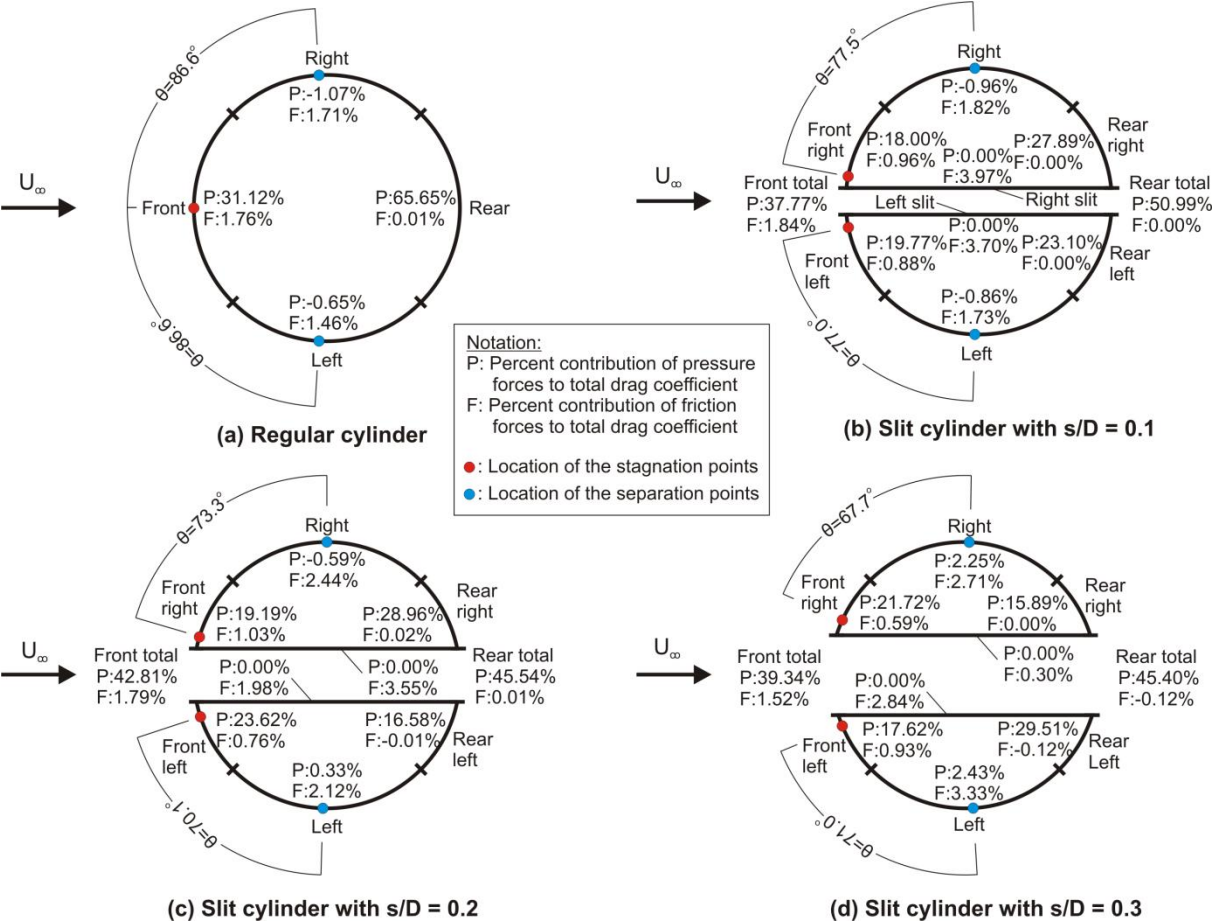 θ=86.6°
Right
P:-1.07%
F:1.71%
U∞
Front
P:31.12%
F:1.76%
P:65.65%
F:0.01%
Rear
P:-0.65%
F:1.46%
Left
θ=86.6°
(a) Regular cylinder
θ=77.5°
Right
P:-0.96%
F:1.82%
Front
right
P:18.00%
F:0.96%
P:0.00%
F:3.97%
P:27.89%
F:0.00%
Rear
right
U∞
Front total
P:37.77%
F:1.84%
Left slit
Right slit
Rear total
P:50.99%
F:0.00%
Front
left
P:19.77%
F:0.88%
P:0.00%
F:3.70%
P:23.10%
F:0.00%
Rear
left
P:-0.86%
F:1.73%
Left
θ=77.0°
(b) Slit cylinder with s/D = 0.1
Notation:
P: Percent contribution of pressure
forces to total drag coefficient
F: Percent contribution of friction
forces to total drag coefficient
: Location of the stagnation points
: Location of the separation points
θ=73.3°
Right
P:-0.59%
F:2.44%
Front
right
P:19.19%
F:1.03%
P:28.96%
F:0.02%
Rear
right
U∞
Front total
P:42.81%
F:1.79%
P:0.00%
F:1.98%
P:0.00%
F:3.55%
Rear total
P:45.54%
F:0.01%
Front
left
P:23.62%
F:0.76%
P:16.58%
F:-0.01%
Rear
left
P:0.33%
F:2.12%
Left
θ=70.1°
(c) Slit cylinder with s/D = 0.2
θ=67.7°
Right
P:2.25%
F:2.71%
Front
right
P:21.72%
F:0.59%
P:15.89%
F:0.00%
Rear
right
U∞
Front total
P:39.34%
F:1.52%
P:0.00%
F:2.84%
P:0.00%
F:0.30%
Rear total
P:45.40%
F:-0.12%
Front
left
P:17.62%
F:0.93%
P:29.51%
F:-0.12%
Rear
Left
P:2.43%
F:3.33%
Left
θ=71.0°
(d) Slit cylinder with s/D = 0.3